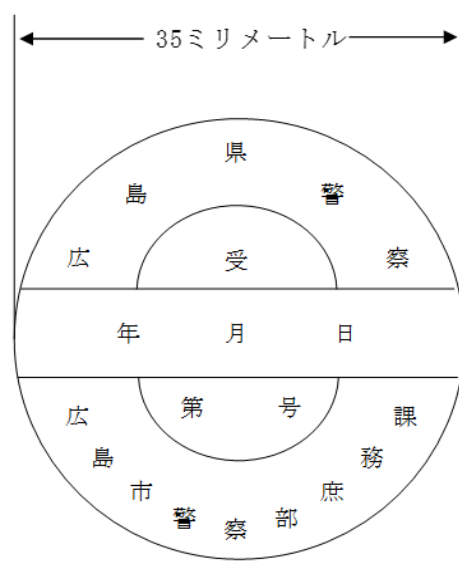 35ミリメートル
広島県警察
受
年 月 日
第 号
広島市警察部庶務課